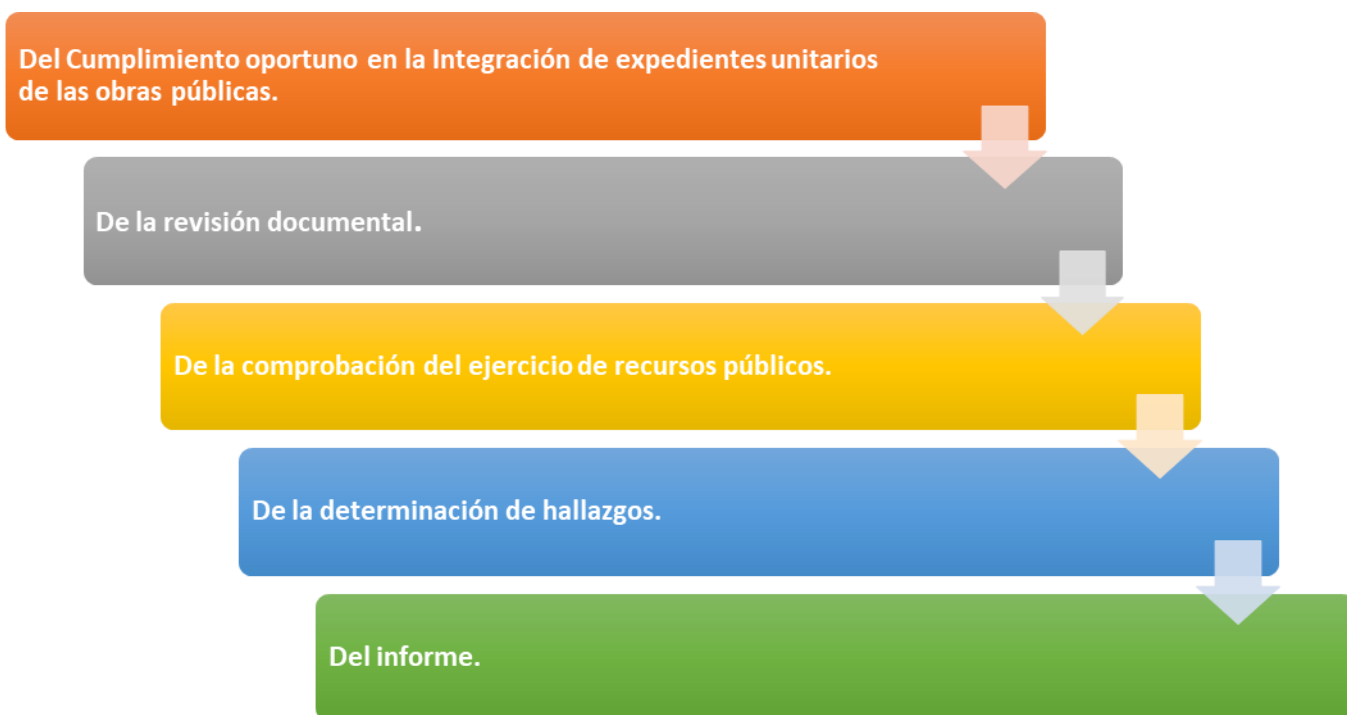 Del Cumplimiento oportuno en la Integración de expedientes unitarios
de las obras públicas.
De la revisión documental.
De la comprobación del ejercicio de recursos públicos.
De la determinación de hallazgos.
Del informe.